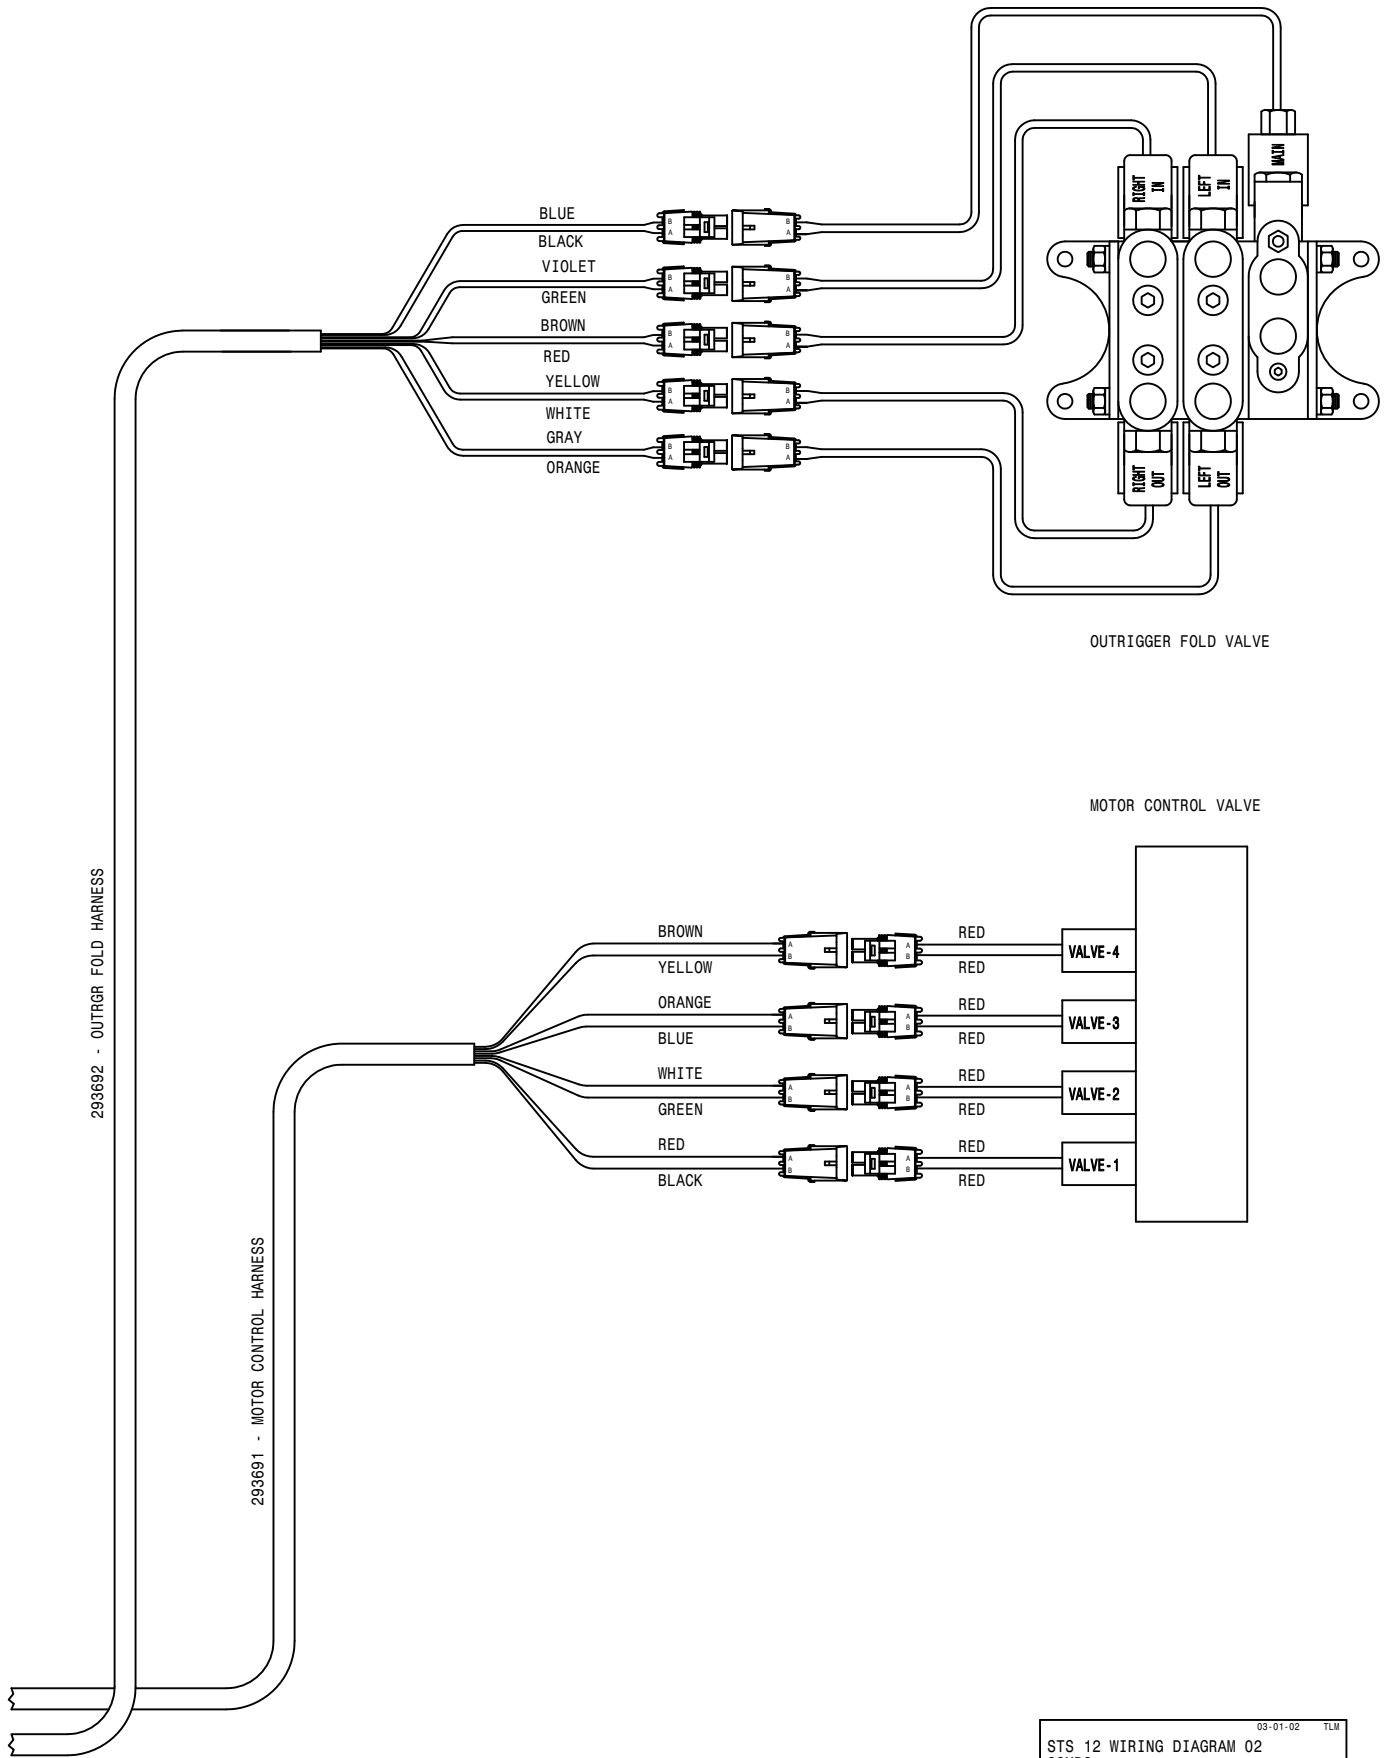 MAIN
RIGHT
IN
LEFT
IN
BLUE
B
A
B
A
BLACK
VIOLET
B
A
B
A
GREEN
BROWN
B
A
B
A
RED
YELLOW
B
A
B
A
WHITE
GRAY
B
A
B
A
ORANGE
RIGHT
OUT
LEFT
OUT
OUTRIGGER FOLD VALVE
MOTOR CONTROL VALVE
293692 - OUTRGR FOLD HARNESS
BROWN
RED
A
B
A
B
VALVE-4
YELLOW
RED
ORANGE
RED
A
B
A
B
VALVE-3
BLUE
RED
WHITE
RED
A
B
A
B
VALVE-2
GREEN
RED
RED
RED
A
B
A
B
VALVE-1
BLACK
RED
293691 - MOTOR CONTROL HARNESS
03-01-02 TLM
STS 12 WIRING DIAGRAM 02